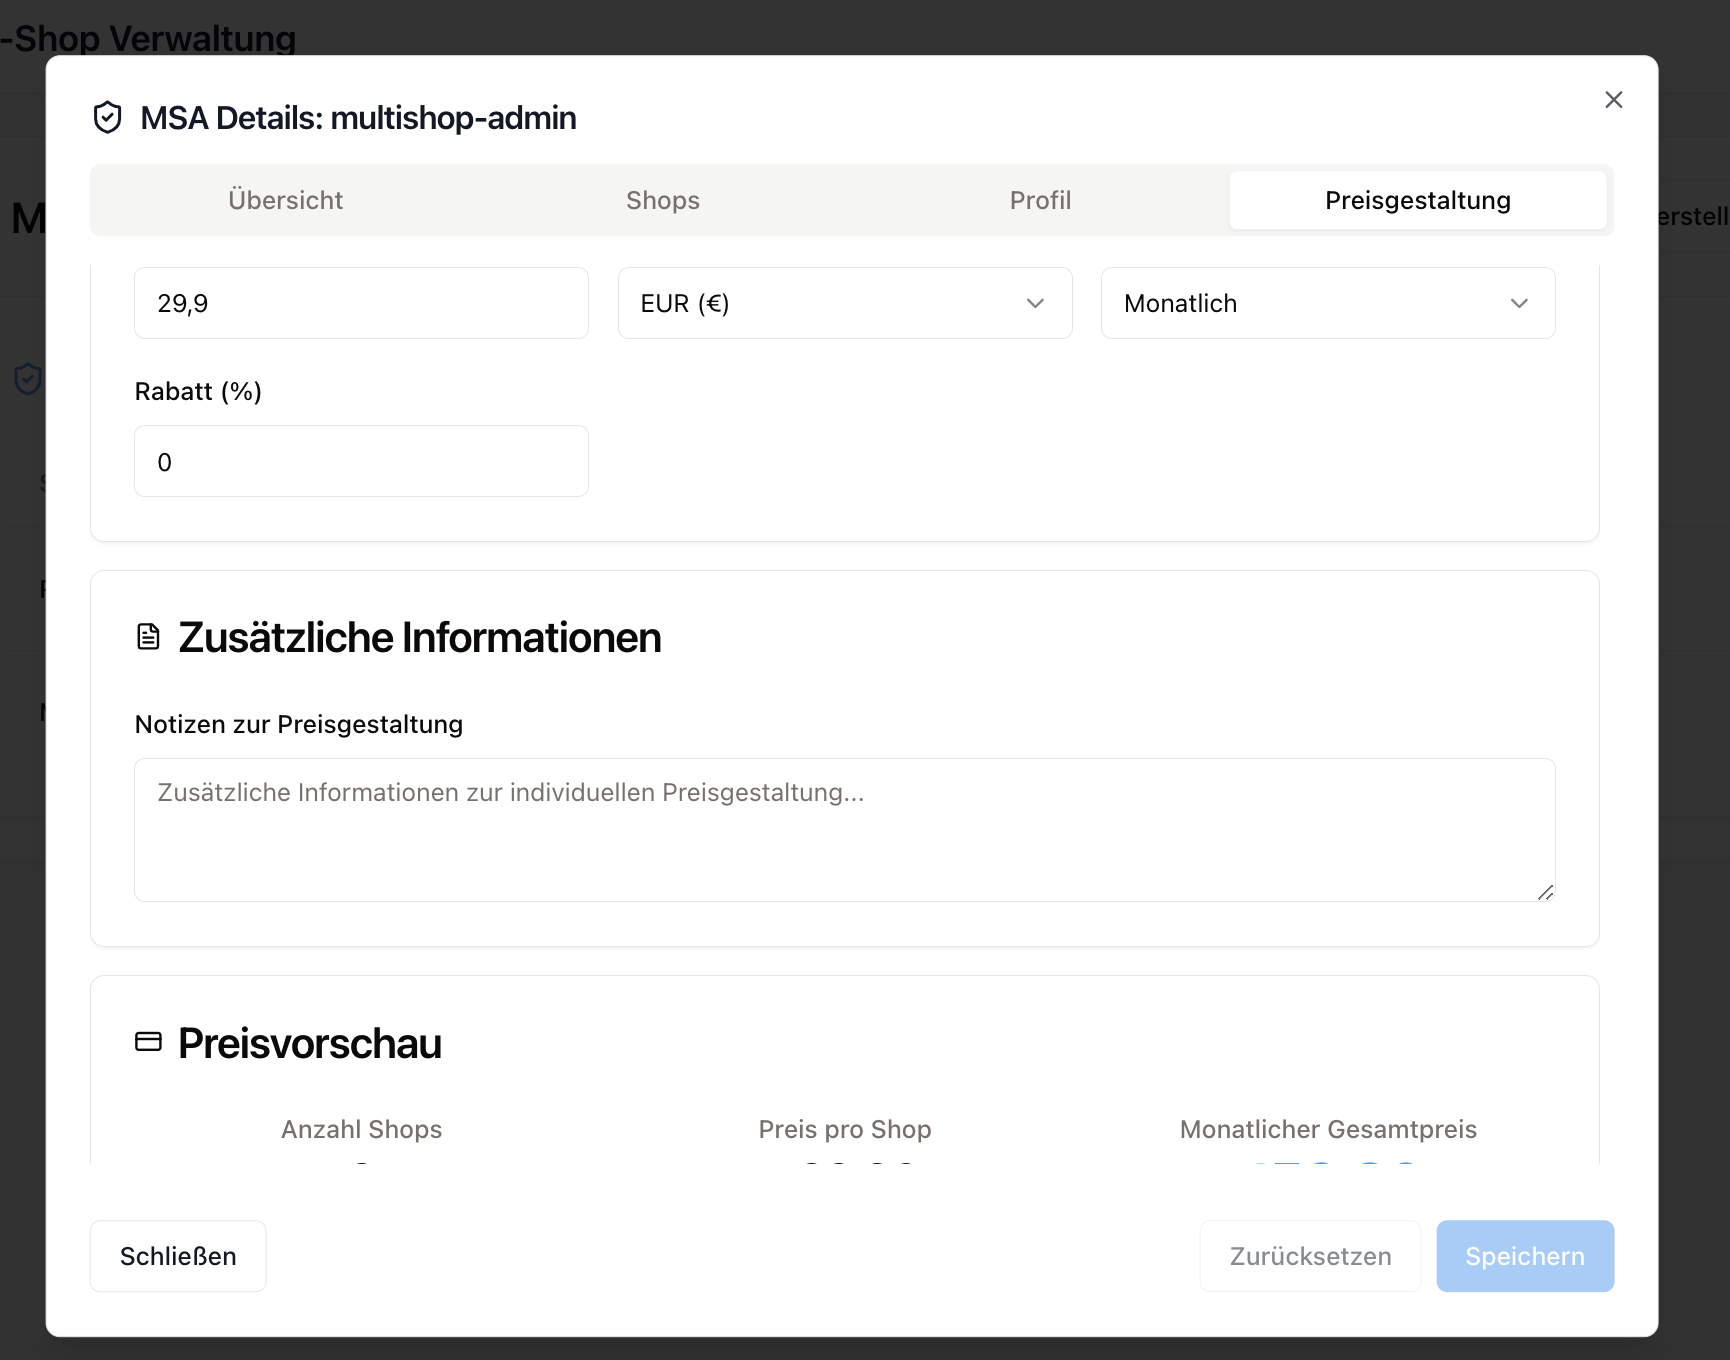 -Shop Verwaltung
MSA Details: multishop-admin
Übersicht
Shops
Profil
Preisgestaltung
29,9
EUR (€)
Monatlich
Rabatt (%)
0
Zusätzliche Informationen
Notizen zur Preisgestaltung
Zusätzliche Informationen zur individuellen Preisgestaltung...
Preisvorschau
Anzahl Shops
Preis pro Shop
Monatlicher Gesamtpreis
Schließen
Zurücksetzen
Speichern